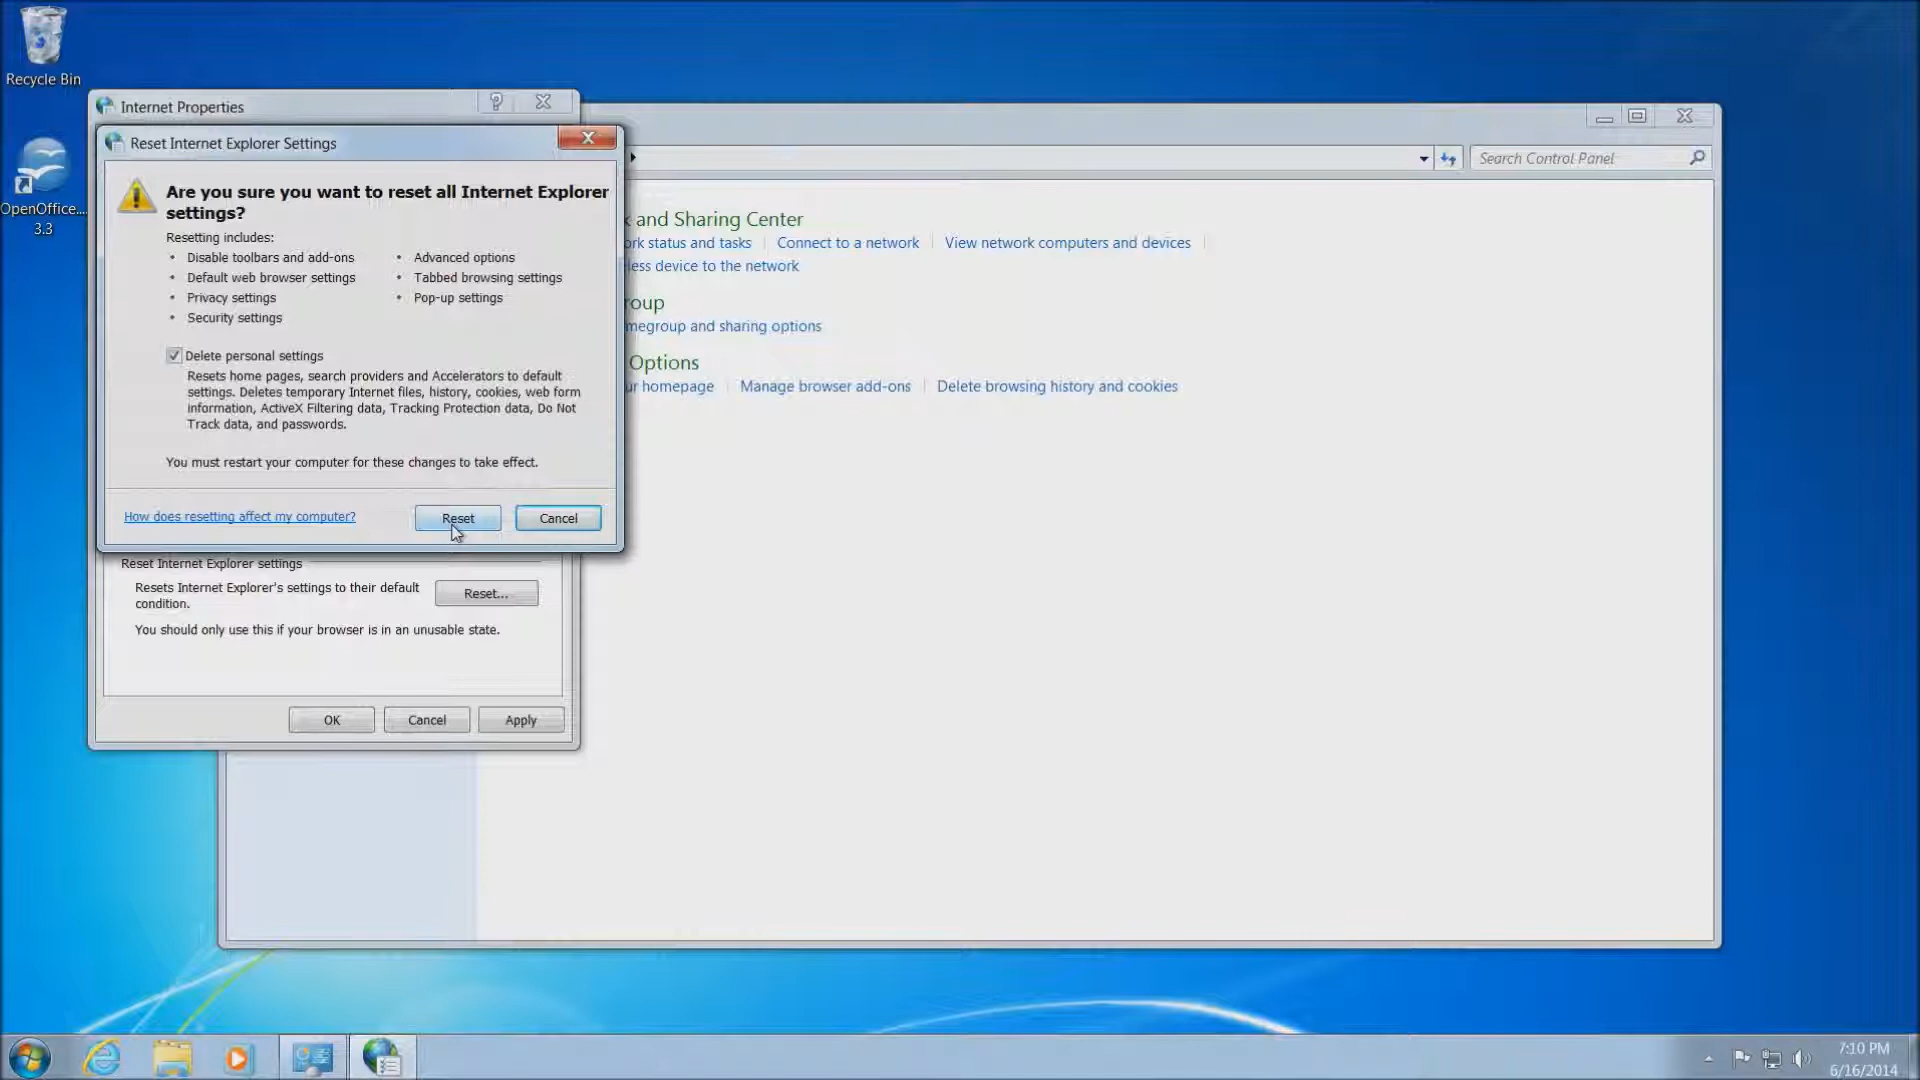 Recycle Bin
OpenOffice....
3.3
Internet Properties
Reset Internet Explorer Settings
Are you sure you want to reset all Internet Explorer
settings?
Resetting includes:
• Disable toolbars and add-ons
• Default web browser settings
• Privacy settings
• Security settings
• Advanced options
• Tabbed browsing settings
• Pop-up settings
Delete personal settings
Resets home pages, search providers and Accelerators to default
settings. Deletes temporary Internet files, history, cookies, web form
information, ActiveX Filtering data, Tracking Protection data, Do Not
Track data, and passwords.
You must restart your computer for these changes to take effect.
How does resetting affect my computer?
Reset
Cancel
Reset Internet Explorer settings
Resets Internet Explorer's settings to their default
condition.
Reset...
You should only use this if your browser is in an unusable state.
OK
Cancel
Apply
Search Control Panel
and Sharing Center
status and tasks
Connect to a network
View network computers and devices
device to the network
and sharing options
Options
homepage
Manage browser add-ons
Delete browsing history and cookies
7:10 PM
6/16/2014